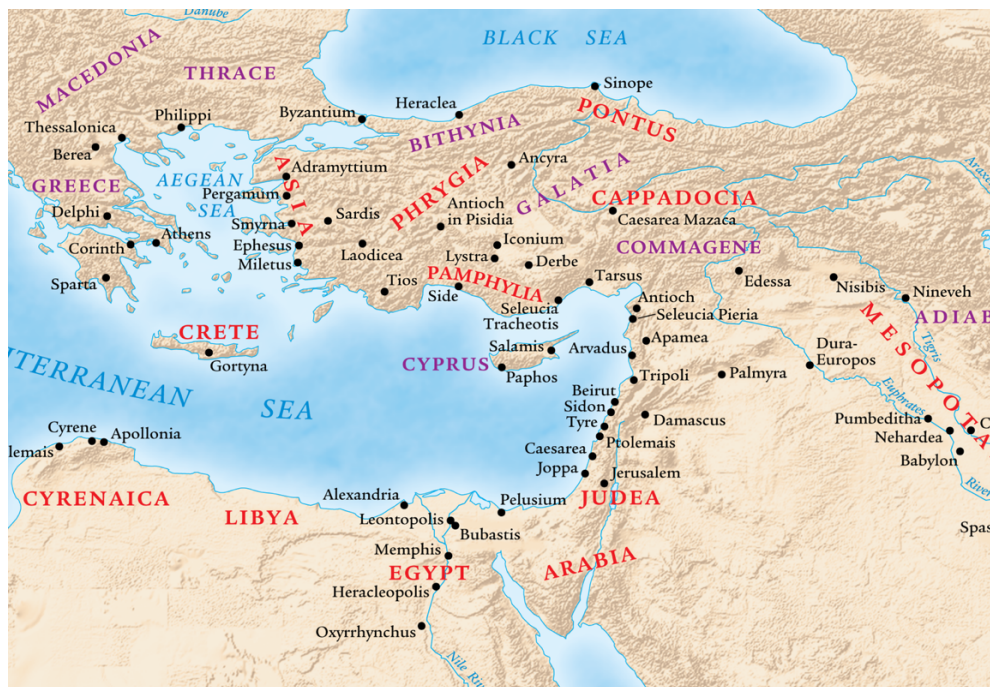 Danube
BLACK SEA
MACEDONIA
THRACE
Sinope
Heraclea
Byzantium
PONTUS
Philippi
Thessalonica
BITHYNIA
Berea
Ancyra
ASIA
Adramyttium
PHRYGIA
GALATIA
GREECE
AEGEAN
SEA
Pergamum
CAPPADOCIA
Caesarea Mazaca
Delphi
Antioch
in Pisidia
Sardis
Smyrna
Athens
Corinth
Ephesus
Iconium
COMMAGENE
Laodicea
Lystra
Derbe
Miletus
Sparta
PAMPHYLIA
Tarsus
Edessa
Nisibis
Tios
Side
Nineveh
Seleucia
Tracheotis
Antioch
Seleucia Pieria
ADIAB
MESOPOTA
CRETE
Apamea
Tigris
Salamis
Arvadus
Dura-
Europos
Gortyna
CYPRUS
Paphos
Tripoli
Palmyra
ITERRANEAN
SEA
Beirut
Euphrates
Sidon
Damascus
Tyre
Pumbeditha
Cyrene
Apollonia
lemais
Ptolemais
Nehardea
C
Caesarea
Babylon
Joppa
Jerusalem
River
CYRENAICA
Alexandria
Pelusium
JUDEA
LIBYA
Leontopolis
Bubastis
Spas
Memphis
EGYPT
ARABIA
Heracleopolis
Oxyrrhynchus
Nile Riv